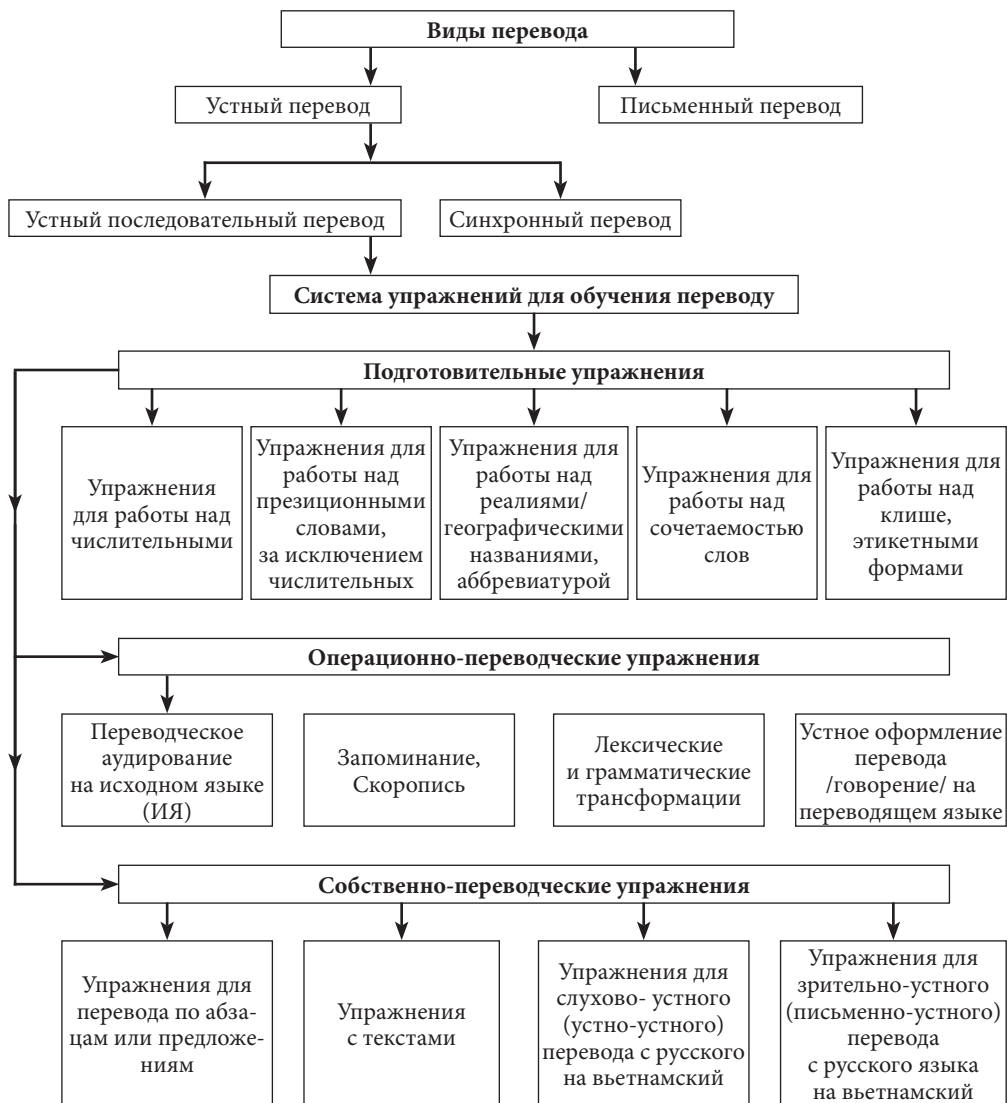 Виды перевода
Устный перевод
Письменный перевод
Устный последовательный перевод
Синхронный перевод
Система упражнений для обучения переводу
Подготовительные упражнения
Упражнения
для работы над
числительными
Упражнения для
работы над
презиционными
словами,
за исключением
числительных
Упражнения для
работы над
реалиями/
географическими
названиями,
аббревиатурой
Упражнения для
работы над
сочетаемостью
слов
Упражнения для
работы над
клише,
этикетными
формами
Операционно-переводческие упражнения
Переводческое
аудирование
на исходном языке
(ИЯ)
Запоминание,
Скоропись
Лексические
и грамматические
трансформации
Устное оформление
перевода
/говорение/ на
переводящем языке
Собственно-переводческие упражнения
Упражнения для
перевода по абза-
цам или предложе-
ниям
Упражнения
с текстами
Упражнения для
слухово- устного
(устно-устного)
перевода с русского
на вьетнамский
Упражнения для
зрительно-устного
(письменно-устного)
перевода
с русского языка
на вьетнамский